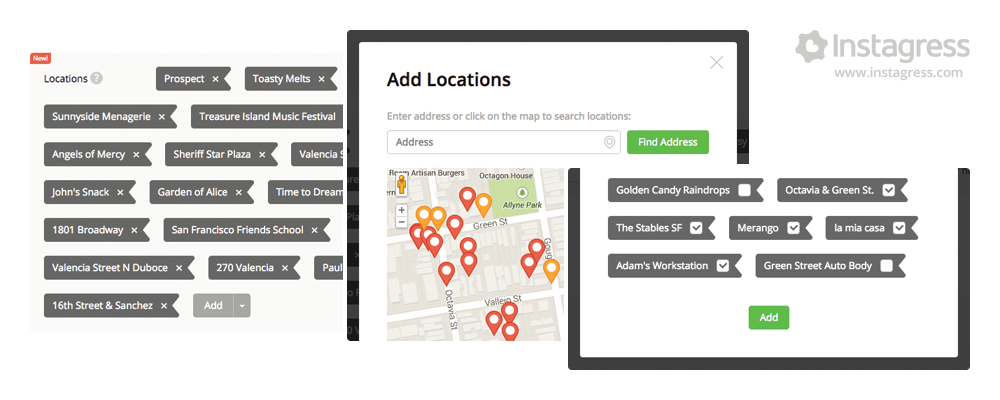 New!
Locations ?
Prospect × Toasty Melts ×
Sunnyside Menagerie × Treasure Island Music Festival
Angels of Mercy × Sheriff Star Plaza × Valencia S
John's Snack × Garden of Alice × Time to Dream
1801 Broadway × San Francisco Friends School ×
Valencia Street N Duboce × 270 Valencia × Paul
16th Street & Sanchez × Add
Add Locations
Enter address or click on the map to search locations:
Address
Find Address
Room Artisan Burgers
Octagon House
Allyne Park
Green St
Goug
Octavia St
Vallejo St
Instagress
www.instagress.com
Golden Candy Raindrops Octavia & Green St.
The Stables SF Merango la mia casa
Adam's Workstation Green Street Auto Body
Add